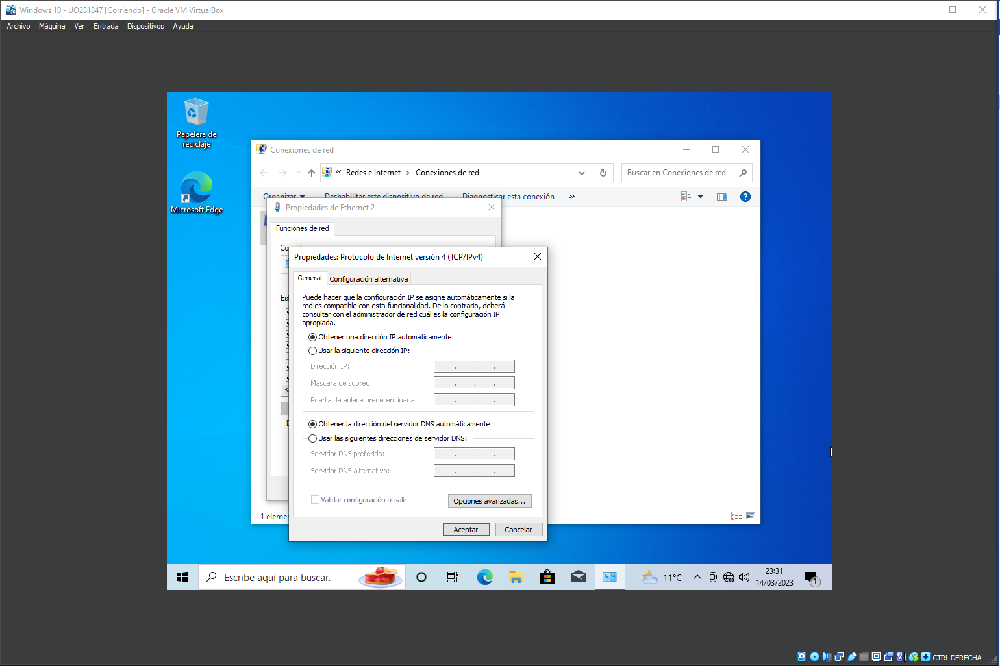 Windows 10 - UO281847 [Corriendo] - Oracle VM VirtualBox
Archivo Máquina Ver Entrada Dispositivos Ayuda
Papelera de
reciclaje
Microsoft Edge
Conexiones de red
« Redes e Internet › Conexiones de red
Buscar en Conexiones de red
Organizar Deshabilitar este dispositivo de red Diagnosticar esta conexión »
Propiedades de Ethernet 2
Funciones de red
Propiedades: Protocolo de Internet versión 4 (TCP/IPv4)
General Configuración alternativa
Puede hacer que la configuración IP se asigne automáticamente si la
red es compatible con esta funcionalidad. De lo contrario, deberá
consultar con el administrador de red cuál es la configuración IP
apropiada.
Obtener una dirección IP automáticamente
Usar la siguiente dirección IP:
Dirección IP:
Máscara de subred:
Puerta de enlace predeterminada:
Obtener la dirección del servidor DNS automáticamente
Usar las siguientes direcciones de servidor DNS:
Servidor DNS preferido:
Servidor DNS alternativo:
Validar configuración al salir
Opciones avanzadas...
Aceptar Cancelar
1
Escribe aquí para buscar.
11°C
23:31
14/03/2023
1
CTRL DERECHA